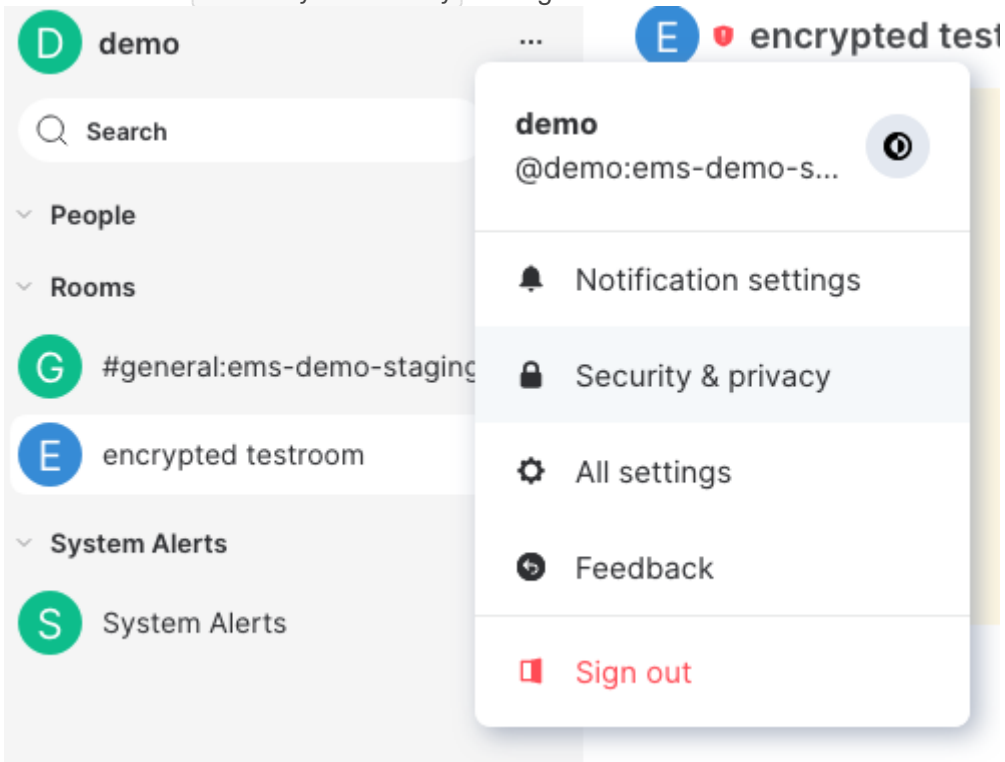 D demo ...
Search
People
Rooms
G #general:ems-demo-staging
E encrypted testroom
System Alerts
S System Alerts
E encrypted test
demo
@demo:ems-demo-s...
Notification settings
Security & privacy
All settings
Feedback
Sign out